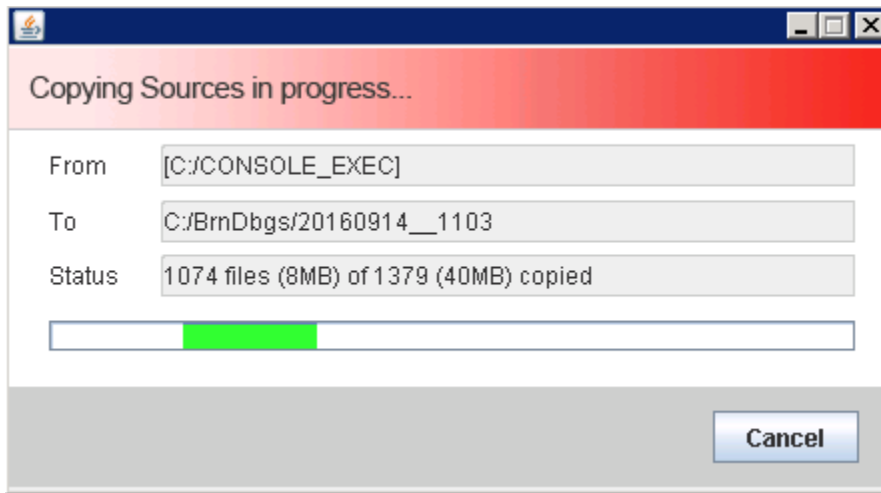 Copying Sources in progress...
From [C:/CONSOLE_EXEC]
To C:/BrnDbgs/20160914__1103
Status 1074 files (8MB) of 1379 (40MB) copied
Cancel